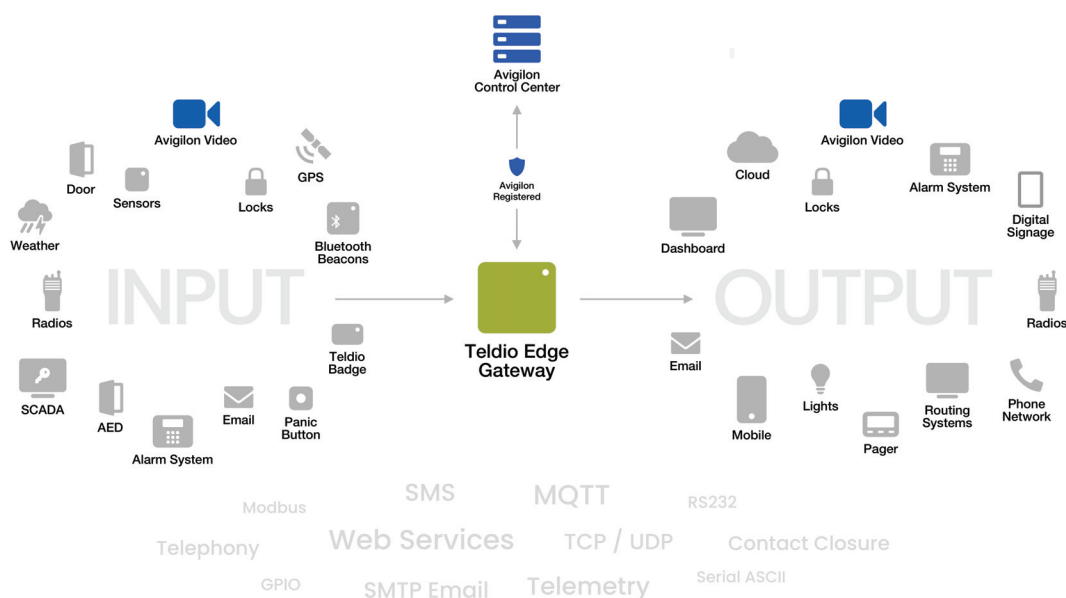 Avigilon
Control Center
Avigilon
Registered
Avigilon Video
Door
Sensors
Locks
GPS
Weather
Bluetooth
Beacons
INPUT
Radios
Teldio
Badge
SCADA
AED
Alarm System
Email
Panic
Button
Teldio Edge
Gateway
Avigilon Video
Cloud
Locks
Alarm System
Digital
Signage
Dashboard
OUTPUT
Radios
Email
Mobile
Lights
Pager
Routing
Systems
Phone
Network
SMS
MQTT
Modbus
RS232
Telephony
Web Services
TCP / UDP
Contact Closure
GPIO
SMTP Email
Telemetry
Serial ASCII